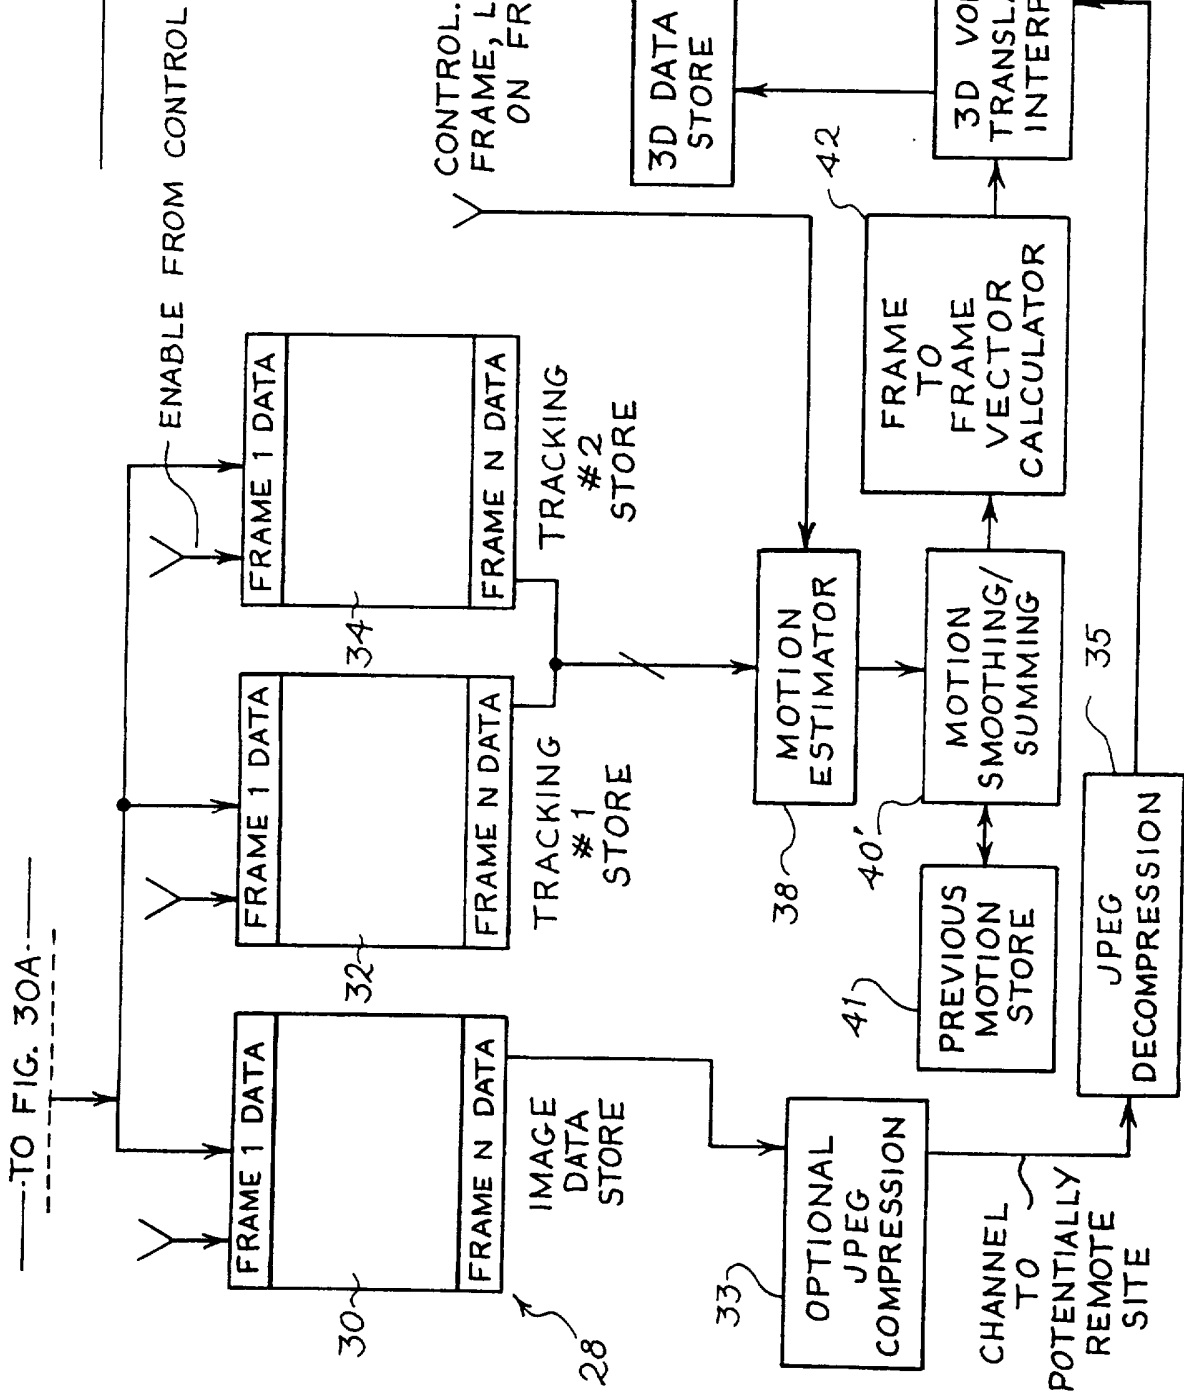 TO FIG. 30A
ENABLE FROM CONTROL
FRAME 1 DATA
FRAME N DATA
30
IMAGE
DATA
STORE
28
FRAME 1 DATA
FRAME N DATA
32
TRACKING
#1
STORE
FRAME 1 DATA
FRAME N DATA
34
TRACKING
#2
STORE
CONTROL.
FRAME, L
ON FR
3D DATA
STORE
33
OPTIONAL
JPEG
COMPRESSION
38
MOTION
ESTIMATOR
41
PREVIOUS
MOTION
STORE
40'
MOTION
SMOOTHING/
SUMMING
42
FRAME
TO
FRAME
VECTOR
CALCULATOR
3D VO
TRANSLA
INTERF
CHANNEL
TO
POTENTIALLY
REMOTE
SITE
JPEG
DECOMPRESSION
35